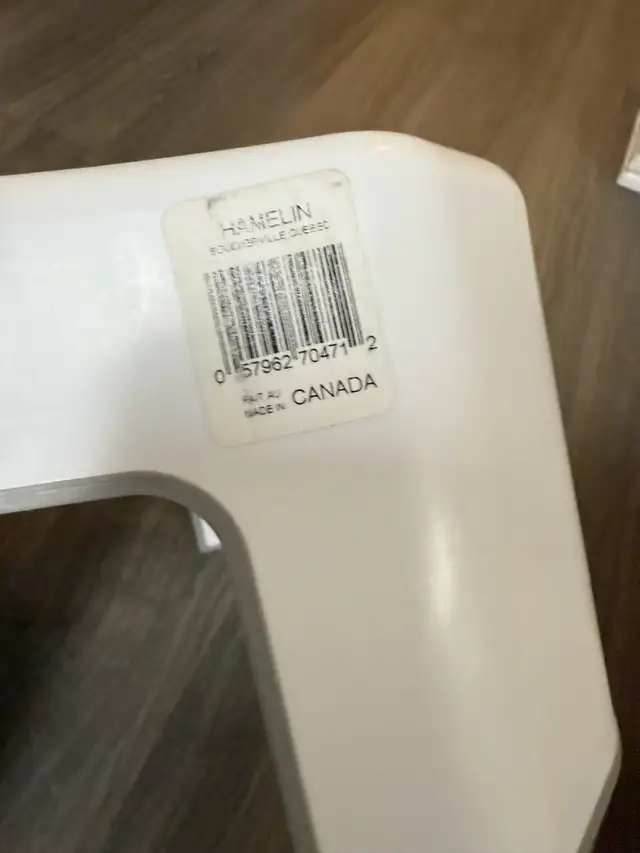 HAMELIN
BOUCHERVILLE, QUEBEC
0 57962 70471 2
FAIT AU
MADE IN CANADA